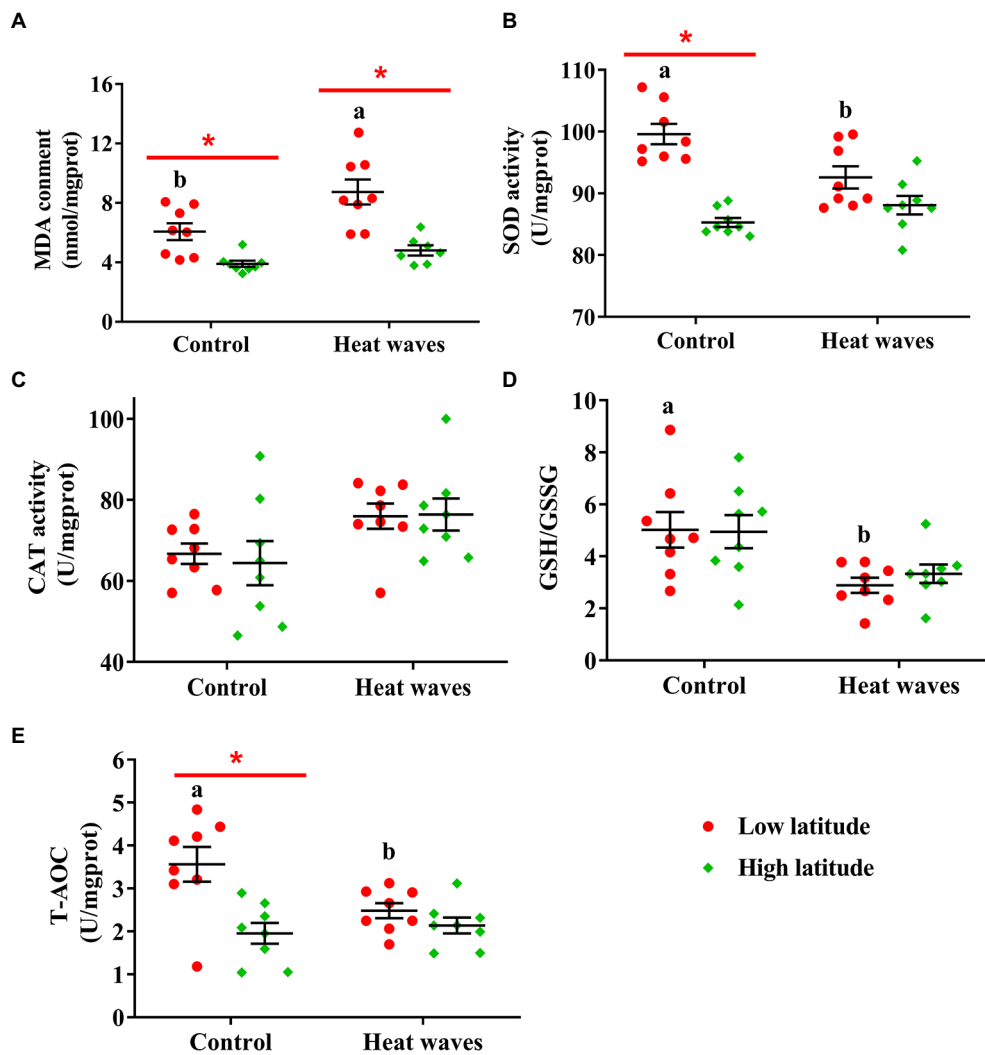 A
MDA conment
(nmol/mgprot)
16
12
8
4
0
*
*
b
a
Control
Heat waves
B
SOD activity
(U/mgprot)
110
100
90
80
70
*
a
b
Control
Heat waves
C
CAT activity
(U/mgprot)
100
80
60
40
Control
Heat waves
D
GSH/GSSG
10
8
6
4
2
0
a
b
Control
Heat waves
E
T-AOC
(U/mgprot)
6
5
4
3
2
1
0
*
a
b
Control
Heat waves
Low latitude
High latitude